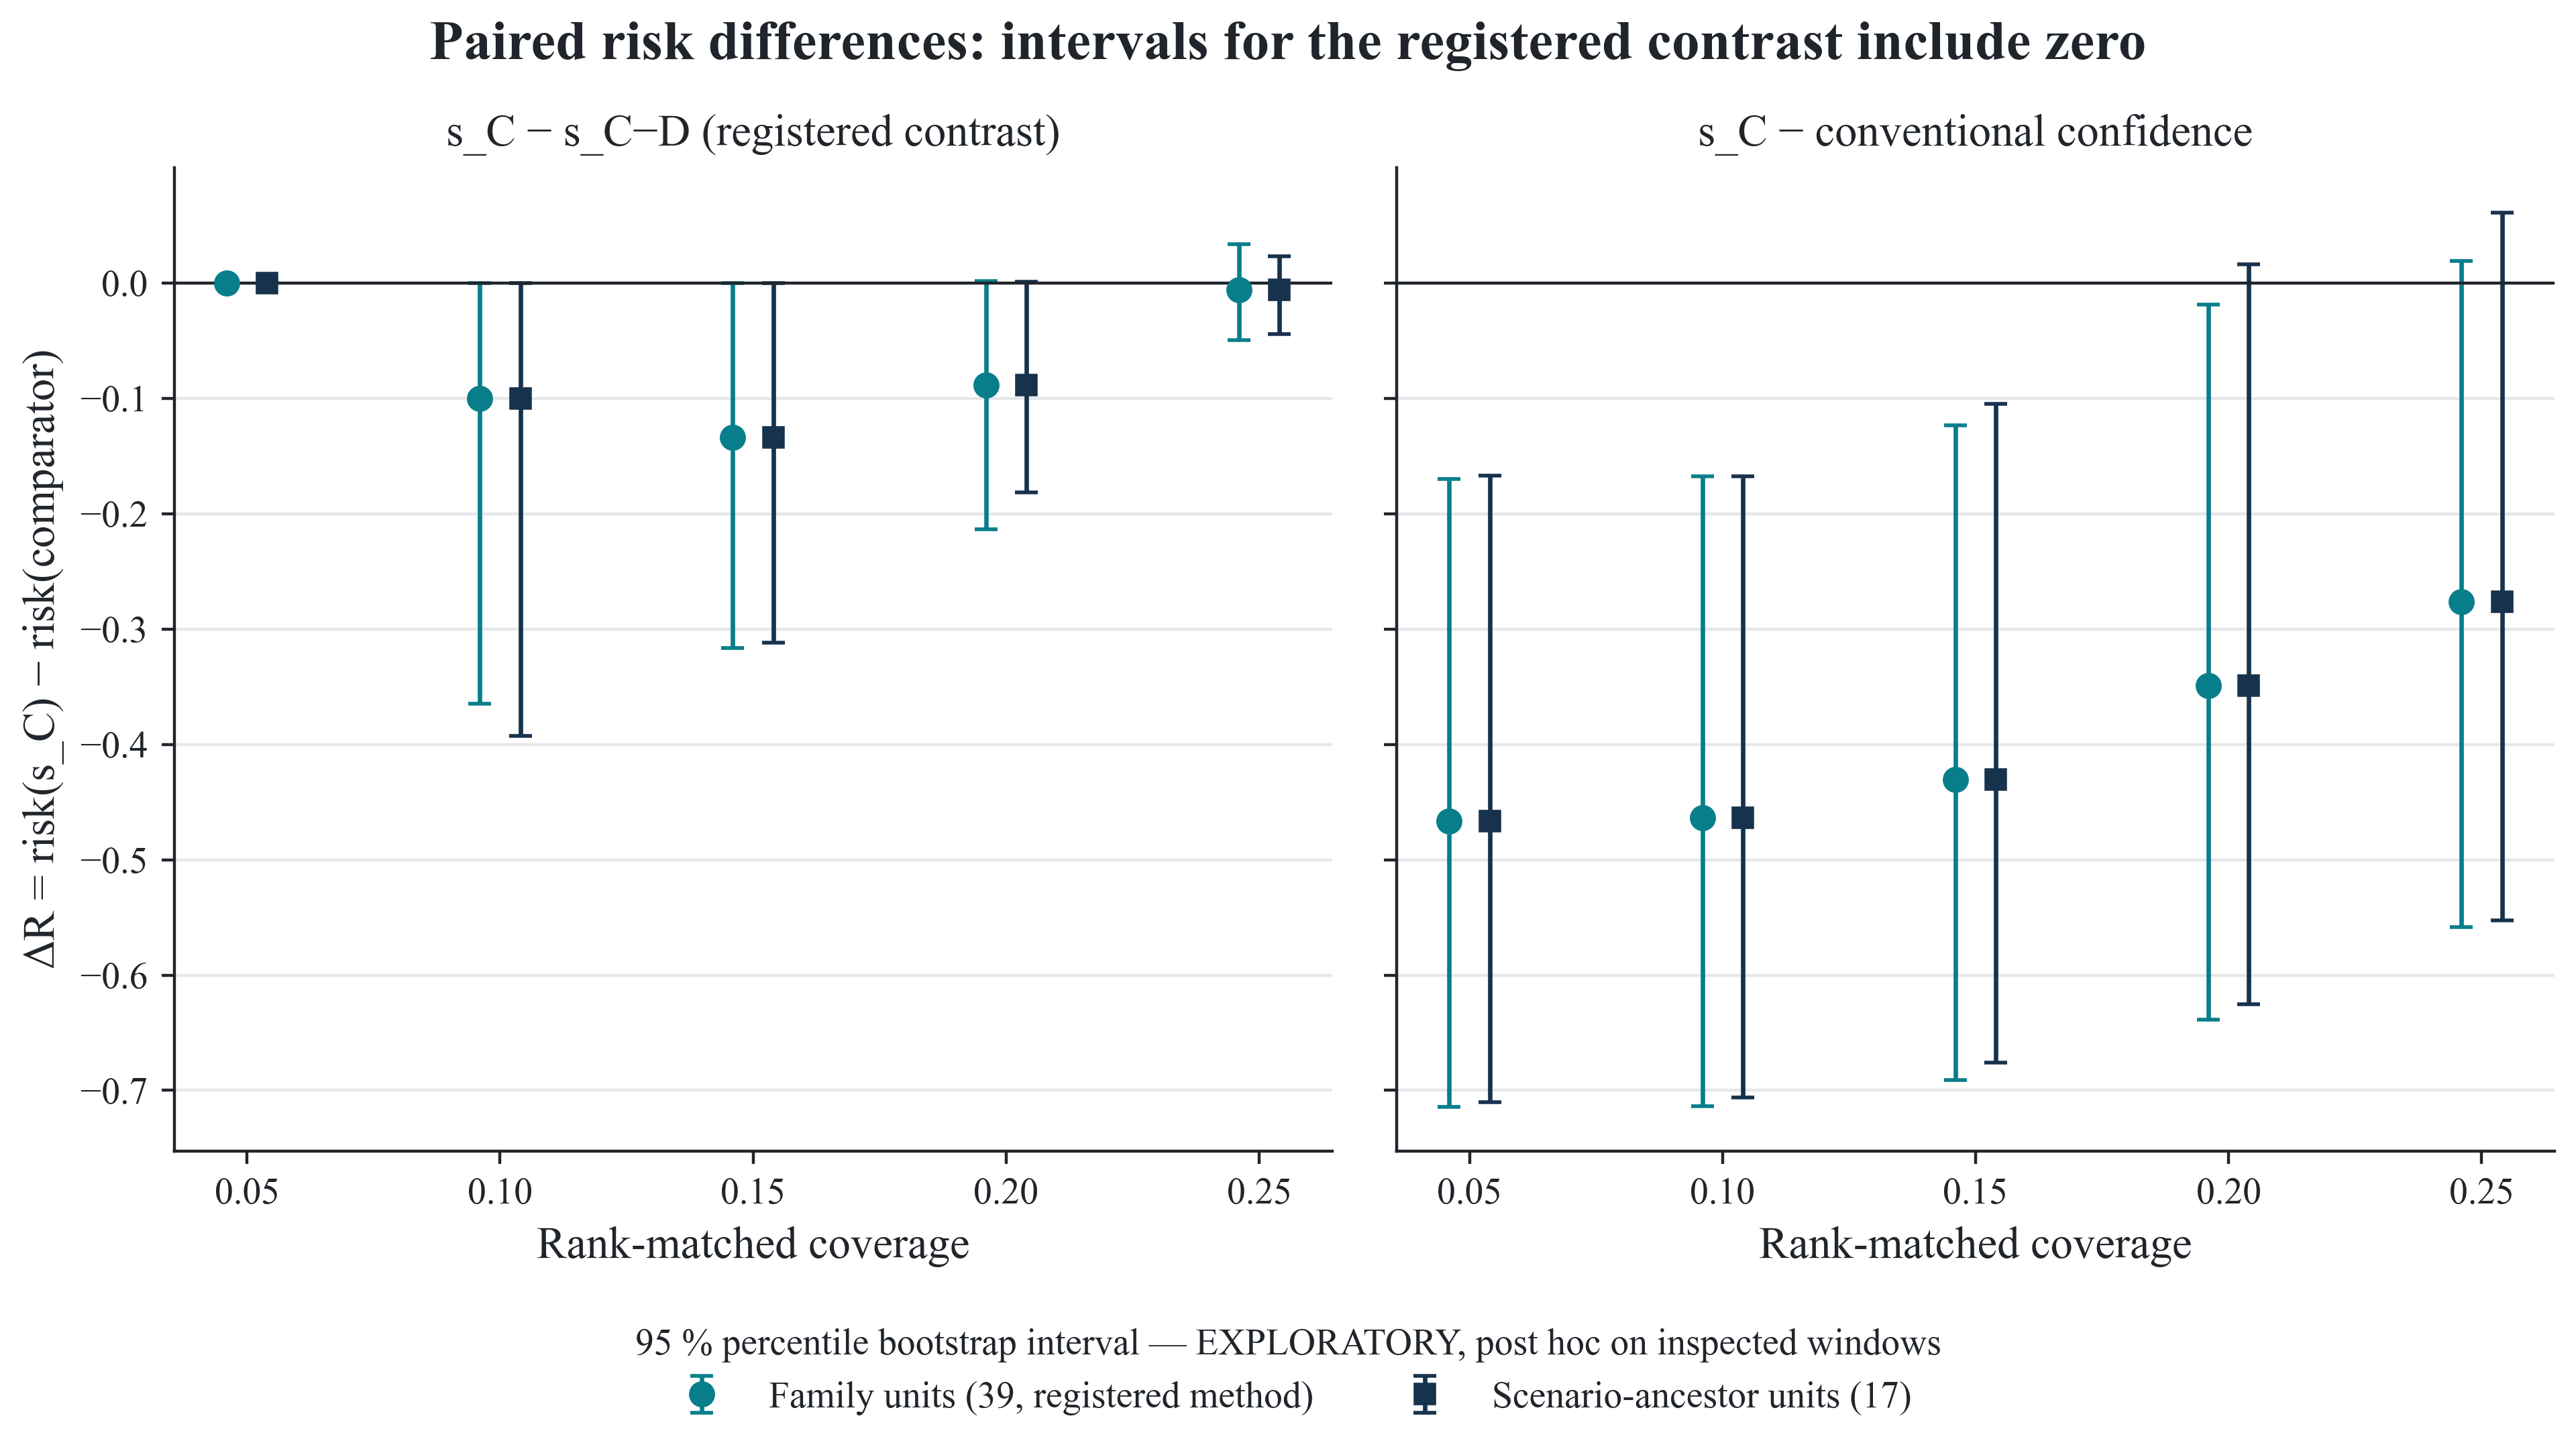 Paired risk differences: intervals for the registered contrast include zero
s_C − s_C−D (registered contrast)
s_C − conventional confidence
ΔR = risk(s_C) − risk(comparator)
0.0
−0.1
−0.2
−0.3
−0.4
−0.5
−0.6
−0.7
0.05 0.10 0.15 0.20 0.25
0.05 0.10 0.15 0.20 0.25
Rank-matched coverage
Rank-matched coverage
95 % percentile bootstrap interval — EXPLORATORY, post hoc on inspected windows
Family units (39, registered method)
Scenario-ancestor units (17)